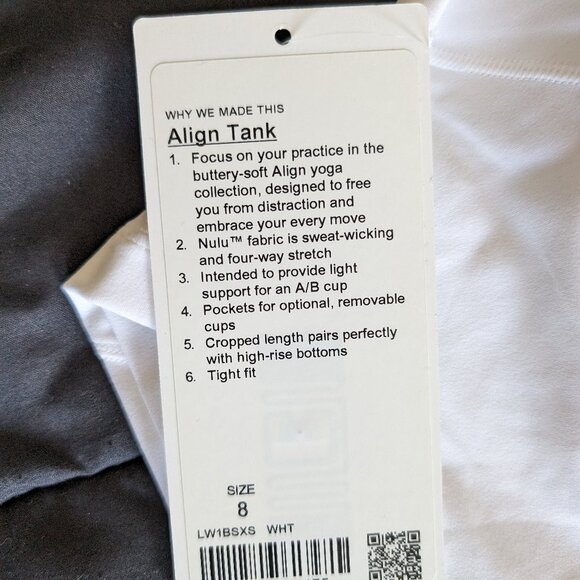 WHY WE MADE THIS
Align Tank
1. Focus on your practice in the
buttery-soft Align yoga
collection, designed to free
you from distraction and
embrace your every move
2. Nulu™ fabric is sweat-wicking
and four-way stretch
3. Intended to provide light
support for an A/B cup
4. Pockets for optional, removable
cups
5. Cropped length pairs perfectly
with high-rise bottoms
6. Tight fit
SIZE
8
LW1BSXS WHT